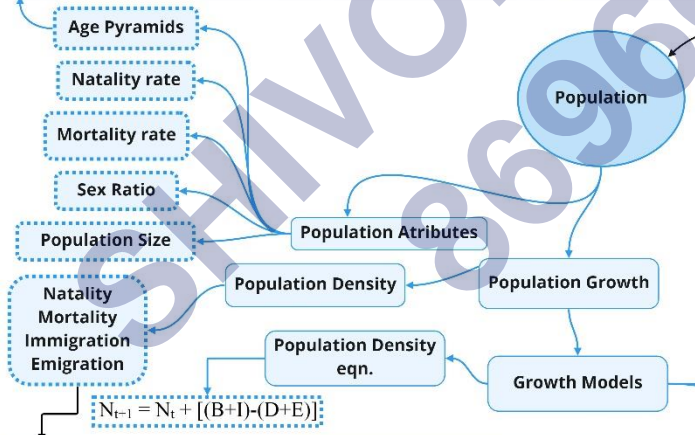 Age Pyramids
Natality rate
Mortality rate
Sex Ratio
Population Size
Population
Population Atributes
Population Density
Population Growth
Natality
Mortality
Immigration
Emigration
Population Density
eqn.
Growth Models
Nt+1 = Nt + [(B+I)-(D+E)]